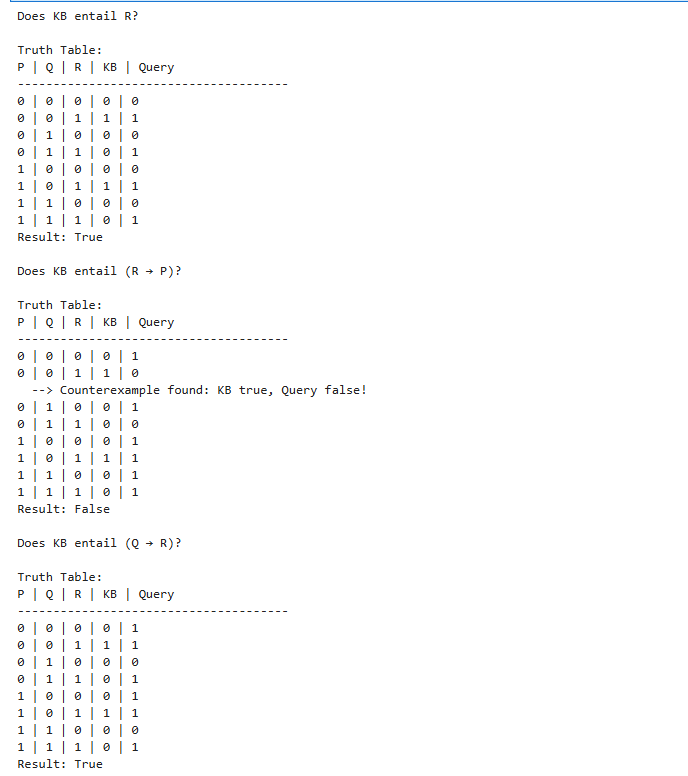 Does KB entail R?
Truth Table:
P | Q | R | KB | Query
--------------------------------------
0 | 0 | 0 | 0 | 0
0 | 0 | 1 | 1 | 1
0 | 1 | 0 | 0 | 0
0 | 1 | 1 | 0 | 1
1 | 0 | 0 | 0 | 0
1 | 0 | 1 | 1 | 1
1 | 1 | 0 | 0 | 0
1 | 1 | 1 | 0 | 1
Result: True
Does KB entail (R → P)?
Truth Table:
P | Q | R | KB | Query
--------------------------------------
0 | 0 | 0 | 0 | 1
0 | 0 | 1 | 1 | 0
--> Counterexample found: KB true, Query false!
0 | 1 | 0 | 0 | 1
0 | 1 | 1 | 0 | 0
1 | 0 | 0 | 0 | 1
1 | 0 | 1 | 1 | 1
1 | 1 | 0 | 0 | 1
1 | 1 | 1 | 0 | 1
Result: False
Does KB entail (Q → R)?
Truth Table:
P | Q | R | KB | Query
--------------------------------------
0 | 0 | 0 | 0 | 1
0 | 0 | 1 | 1 | 1
0 | 1 | 0 | 0 | 0
0 | 1 | 1 | 0 | 1
1 | 0 | 0 | 0 | 1
1 | 0 | 1 | 1 | 1
1 | 1 | 0 | 0 | 0
1 | 1 | 1 | 0 | 1
Result: True